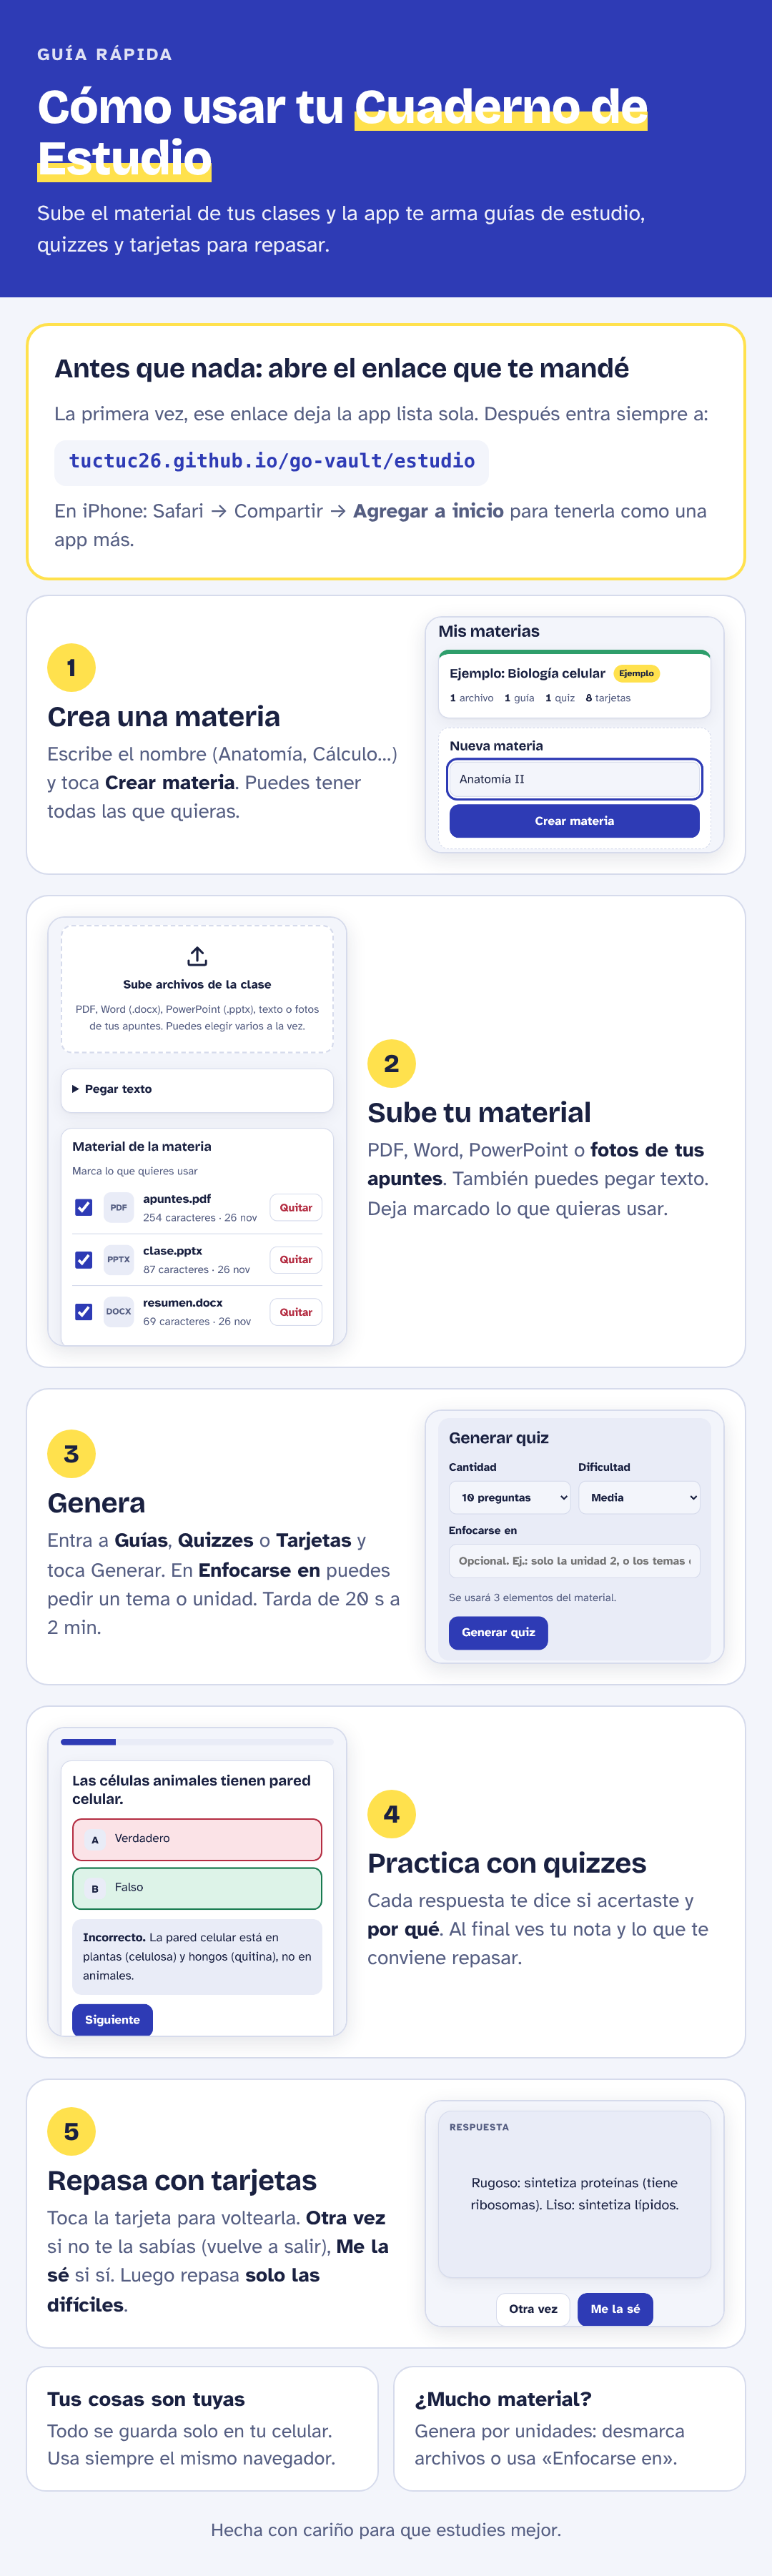 GUÍA RÁPIDA
Cómo usar tu Cuaderno de
Estudio
Sube el material de tus clases y la app te arma guías de estudio,
quizzes y tarjetas para repasar.
Antes que nada: abre el enlace que te mandé
La primera vez, ese enlace deja la app lista sola. Después entra siempre a:
tuctuc26.github.io/go-vault/estudio
En iPhone: Safari → Compartir → Agregar a inicio para tenerla como una
app más.
1
Crea una materia
Escribe el nombre (Anatomía, Cálculo…)
y toca Crear materia. Puedes tener
todas las que quieras.
Mis materias
Ejemplo: Biología celular Ejemplo
1 archivo 1 guía 1 quiz 8 tarjetas
Nueva materia
Anatomía II
Crear materia
Sube archivos de la clase
PDF, Word (.docx), PowerPoint (.pptx), texto o fotos
de tus apuntes. Puedes elegir varios a la vez.
▶ Pegar texto
Material de la materia
Marca lo que quieres usar
PDF apuntes.pdf Quitar
254 caracteres · 26 nov
PPTX clase.pptx Quitar
87 caracteres · 26 nov
DOCX resumen.docx Quitar
69 caracteres · 26 nov
2
Sube tu material
PDF, Word, PowerPoint o fotos de tus
apuntes. También puedes pegar texto.
Deja marcado lo que quieras usar.
3
Genera
Entra a Guías, Quizzes o Tarjetas y
toca Generar. En Enfocarse en puedes
pedir un tema o unidad. Tarda de 20 s a
2 min.
Generar quiz
Cantidad Dificultad
10 preguntas Media
Enfocarse en
Opcional. Ej.: solo la unidad 2, o los temas
Se usará 3 elementos del material.
Generar quiz
Las células animales tienen pared
celular.
A Verdadero
B Falso
Incorrecto. La pared celular está en
plantas (celulosa) y hongos (quitina), no en
animales.
Siguiente
4
Practica con quizzes
Cada respuesta te dice si acertaste y
por qué. Al final ves tu nota y lo que te
conviene repasar.
5
Repasa con tarjetas
Toca la tarjeta para voltearla. Otra vez
si no te la sabías (vuelve a salir), Me la
sé si sí. Luego repasa solo las
difíciles.
RESPUESTA
Rugoso: sintetiza proteínas (tiene
ribosomas). Liso: sintetiza lípidos.
Otra vez Me la sé
Tus cosas son tuyas
Todo se guarda solo en tu celular.
Usa siempre el mismo navegador.
¿Mucho material?
Genera por unidades: desmarca
archivos o usa «Enfocarse en».
Hecha con cariño para que estudies mejor.